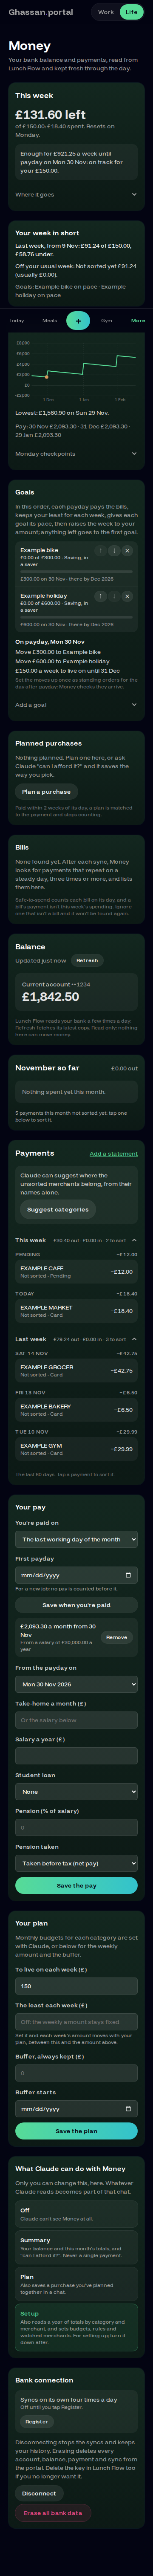 Ghassan.portal
Work
Life
Money
Your bank balance and payments, read from
Lunch Flow and kept fresh through the day.
This week
£131.60 left
of £150.00 · £18.40 spent. Resets on
Monday.
Enough for £921.25 a week until
payday on Mon 30 Nov: on track for
your £150.00.
Where it goes
Your week in short
Last week, from 9 Nov: £91.24 of £150.00,
£58.76 under.
Off your usual week: Not sorted yet £91.24
(usually £0.00).
Goals: Example bike on pace · Example
holiday on pace
Today
Meals
+
Gym
More
£8,000
£6,000
£4,000
£2,000
£0
-£2,000
1 Dec
1 Jan
1 Feb
Lowest: £1,560.90 on Sun 29 Nov.
Pay: 30 Nov £2,093.30 · 31 Dec £2,093.30 ·
29 Jan £2,093.30
Monday checkpoints
Goals
In this order, each payday pays the bills,
keeps your least for each week, gives each
goal its pace, then raises the week to your
amount; anything left goes to the first goal.
Example bike
£0.00 of £300.00 · Saving, in
a saver
↑
↓
×
£300.00 on 30 Nov · there by Dec 2026
Example holiday
£0.00 of £600.00 · Saving, in
a saver
↑
↓
×
£600.00 on 30 Nov · there by Dec 2026
On payday, Mon 30 Nov
Move £300.00 to Example bike
Move £600.00 to Example holiday
£150.00 a week to live on until 31 Dec
Set the moves up once as standing orders for the
day after payday: Money checks they arrive.
Add a goal
Planned purchases
Nothing planned. Plan one here, or ask
Claude "can I afford it?" and it saves the
way you pick.
Plan a purchase
Paid within 2 days of its day, a plan is matched
to the payment and stops counting.
Bills
None found yet. After each sync, Money
looks for payments that repeat on a
steady day, three times or more, and lists
them here.
Safe-to-spend counts each bill on its day, and a
bill's payment isn't this week's spending. Ignore
one that isn't a bill and it won't be found again.
Balance
Updated just now
Refresh
Current account ••1234
£1,842.50
Lunch Flow reads your bank a few times a day:
Refresh fetches its latest copy. Read only: nothing
here can move money.
November so far
£0.00 out
Nothing spent yet this month.
5 payments this month not sorted yet: tap one
below to sort it.
Payments
Add a statement
Claude can suggest where the
unsorted merchants belong, from their
names alone.
Suggest categories
This week
£30.40 out · £0.00 in · 2 to sort
PENDING
−£12.00
EXAMPLE CAFE
Not sorted · Pending
−£12.00
TODAY
−£18.40
EXAMPLE MARKET
Not sorted · Card
−£18.40
Last week
£78.24 out · £0.00 in · 3 to sort
SAT 14 NOV
−£42.75
EXAMPLE GROCER
Not sorted · Card
−£42.75
FRI 13 NOV
−£6.50
EXAMPLE BAKERY
Not sorted · Card
−£6.50
TUE 10 NOV
−£29.99
EXAMPLE GYM
Not sorted · Card
−£29.99
The last 60 days. Tap a payment to sort it.
Your pay
You're paid on
The last working day of the month
First payday
mm/dd/yyyy
For a new job: no pay is counted before it.
Save when you're paid
£2,093.30 a month from 30
Nov
From a salary of £30,000.00 a
year
Remove
From the payday on
Mon 30 Nov 2026
Take-home a month (£)
Or the salary below
Salary a year (£)
Student loan
None
Pension (% of salary)
0
Pension taken
Taken before tax (net pay)
Save the pay
Your plan
Monthly budgets for each category are set
with Claude, or below for the weekly
amount and the buffer.
To live on each week (£)
150
The least each week (£)
Off: the weekly amount stays fixed
Set it and each week's amount moves with your
plan, between this and the amount above.
Buffer, always kept (£)
0
Buffer starts
mm/dd/yyyy
Save the plan
What Claude can do with Money
Only you can change this, here. Whatever
Claude reads becomes part of that chat.
Off
Claude can't see Money at all.
Summary
Your balance and this month's totals, and
"can I afford it?". Never a single payment.
Plan
Also saves a purchase you've planned
together in a chat.
Setup
Also reads a year of totals by category and
merchant, and sets budgets, rules and
watched merchants. For setting up; turn it
down after.
Bank connection
Syncs on its own four times a day
Off until you tap Register.
Register
Disconnecting stops the syncs and keeps
your history. Erasing deletes every
account, balance, payment and sync from
the portal. Delete the key in Lunch Flow too
if you no longer want it.
Disconnect
Erase all bank data